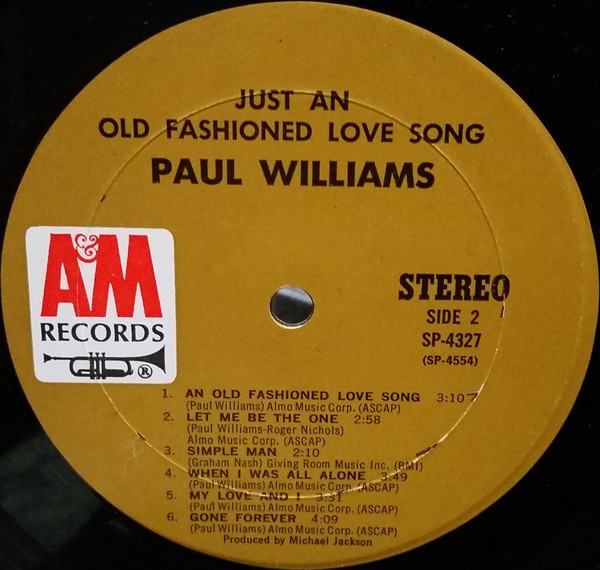 JUST AN
OLD FASHIONED LOVE SONG
PAUL WILLIAMS
A&M
RECORDS
®
STEREO
SIDE 2
SP-4327
(SP-4554)
1. AN OLD FASHIONED LOVE SONG 3:10
(Paul Williams) Almo Music Corp. (ASCAP)
2. LET ME BE THE ONE 2:58
(Paul Williams-Roger Nichols)
Almo Music Corp. (ASCAP)
3. SIMPLE MAN 2:10
(Graham Nash) Giving Room Music Inc. (BMI)
4. WHEN I WAS ALL ALONE 3:49
(Paul Williams) Almo Music Corp. (ASCAP)
5. MY LOVE AND I 3:31
(Paul Williams) Almo Music Corp. (ASCAP)
6. GONE FOREVER 4:09
(Paul Williams) Almo Music Corp. (ASCAP)
Produced by Michael Jackson